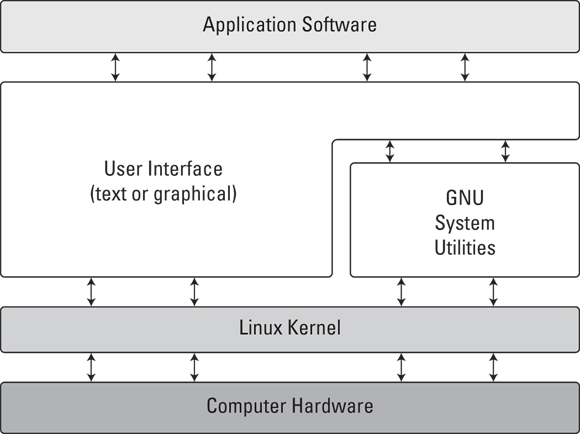 Application Software
User Interface
(text or graphical)
GNU
System
Utilities
Linux Kernel
Computer Hardware